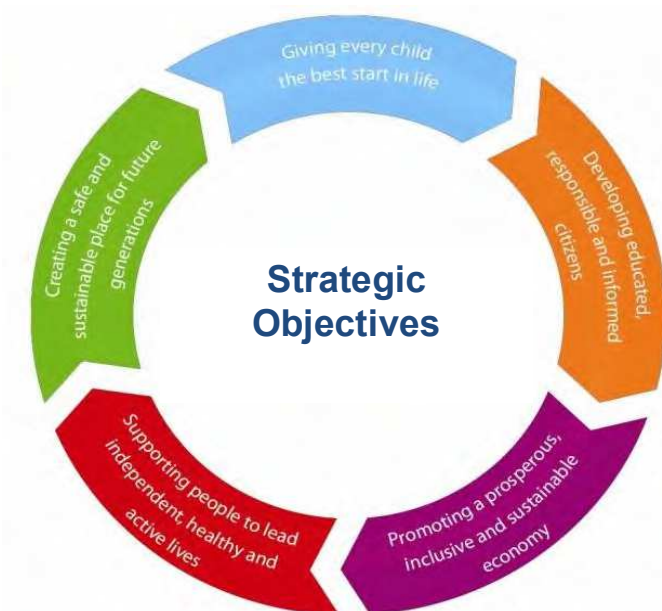 Giving every child
the best start in life
Developing educated,
responsible and informed
citizens
Promoting a prosperous,
inclusive and sustainable
economy
Supporting people to lead
independent, healthy and
active lives
Creating a safe and
sustainable place for future
generations
Strategic
Objectives